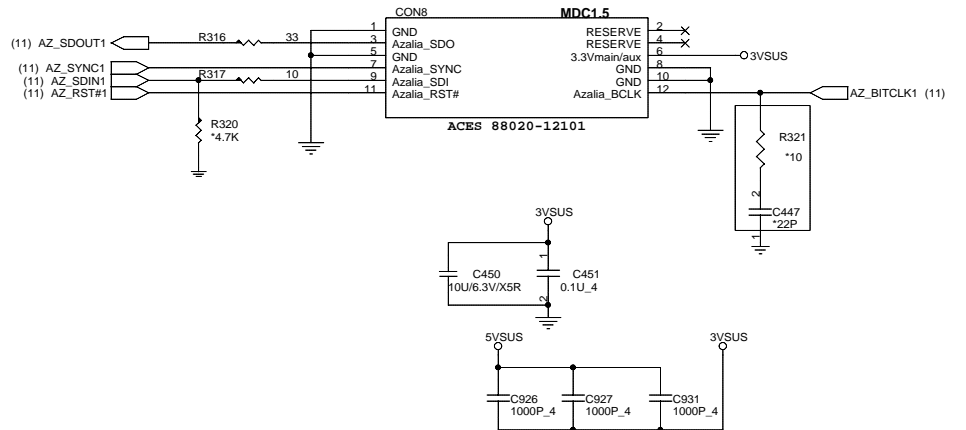 CON8
MDC1.5
1 GND RESERVE 2
(11) AZ_SDOUT1 R316 33 3 Azalia_SDO RESERVE 4
5 GND 3.3Vmain/aux 6 3VSUS
(11) AZ_SYNC1 7 Azalia_SYNC GND 8
(11) AZ_SDIN1 R317 10 9 Azalia_SDI GND 10
(11) AZ_RST#1 11 Azalia_RST# Azalia_BCLK 12 AZ_BITCLK1 (11)
ACES 88020-12101
R320
*4.7K
R321
*10
2
C447
*22P
1
3VSUS
1
C450
10U/6.3V/X5R
C451
0.1U_4
2
5VSUS
3VSUS
C926
1000P_4
C927
1000P_4
C931
1000P_4